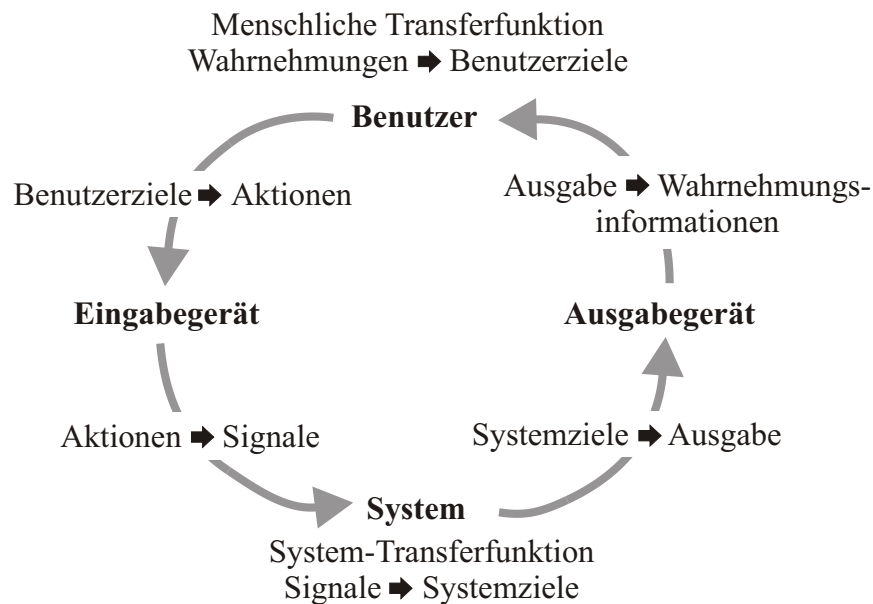 Menschliche Transferfunktion
Wahrnehmungen ➡ Benutzerziele
Benutzer
Benutzerziele ➡ Aktionen
Ausgabe ➡ Wahrnehmungs-
informationen
Eingabegerät
Ausgabegerät
Aktionen ➡ Signale
Systemziele ➡ Ausgabe
System
System-Transferfunktion
Signale ➡ Systemziele